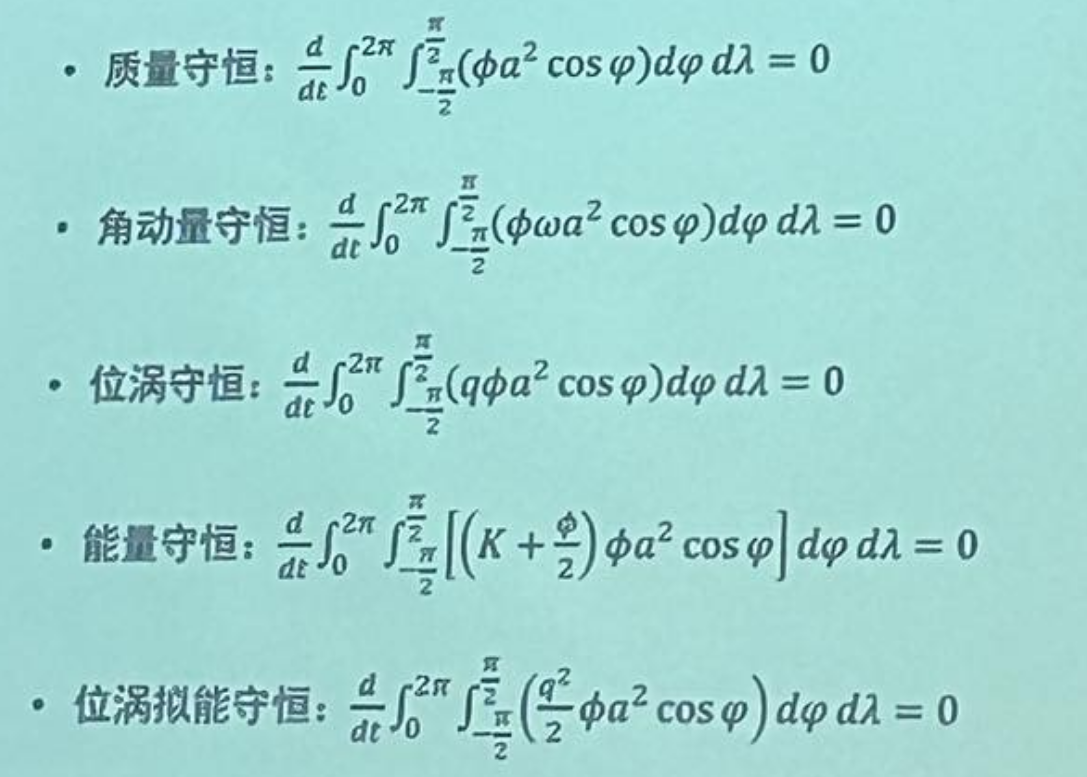 • 质量守恒：$\frac{d}{dt}\int_0^{2\pi}\int_{-\frac{\pi}{2}}^{\frac{\pi}{2}}(\phi a^2\cos\varphi)d\varphi\,d\lambda=0$
• 角动量守恒：$\frac{d}{dt}\int_0^{2\pi}\int_{-\frac{\pi}{2}}^{\frac{\pi}{2}}(\phi\omega a^2\cos\varphi)d\varphi\,d\lambda=0$
• 位涡守恒：$\frac{d}{dt}\int_0^{2\pi}\int_{-\frac{\pi}{2}}^{\frac{\pi}{2}}(q\phi a^2\cos\varphi)d\varphi\,d\lambda=0$
• 能量守恒：$\frac{d}{dt}\int_0^{2\pi}\int_{-\frac{\pi}{2}}^{\frac{\pi}{2}}\left[\left(K+\frac{\phi}{2}\right)\phi a^2\cos\varphi\right]d\varphi\,d\lambda=0$
• 位涡拟能守恒：$\frac{d}{dt}\int_0^{2\pi}\int_{-\frac{\pi}{2}}^{\frac{\pi}{2}}\left(\frac{q^2}{2}\phi a^2\cos\varphi\right)d\varphi\,d\lambda=0$